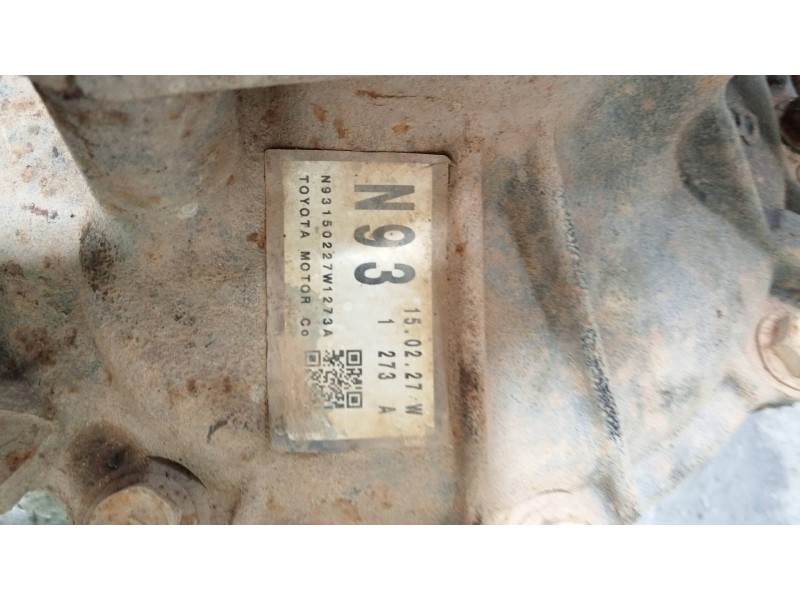 N93
15.02.27 W
1 273 A
N93150227W1273A
TOYOTA MOTOR Co